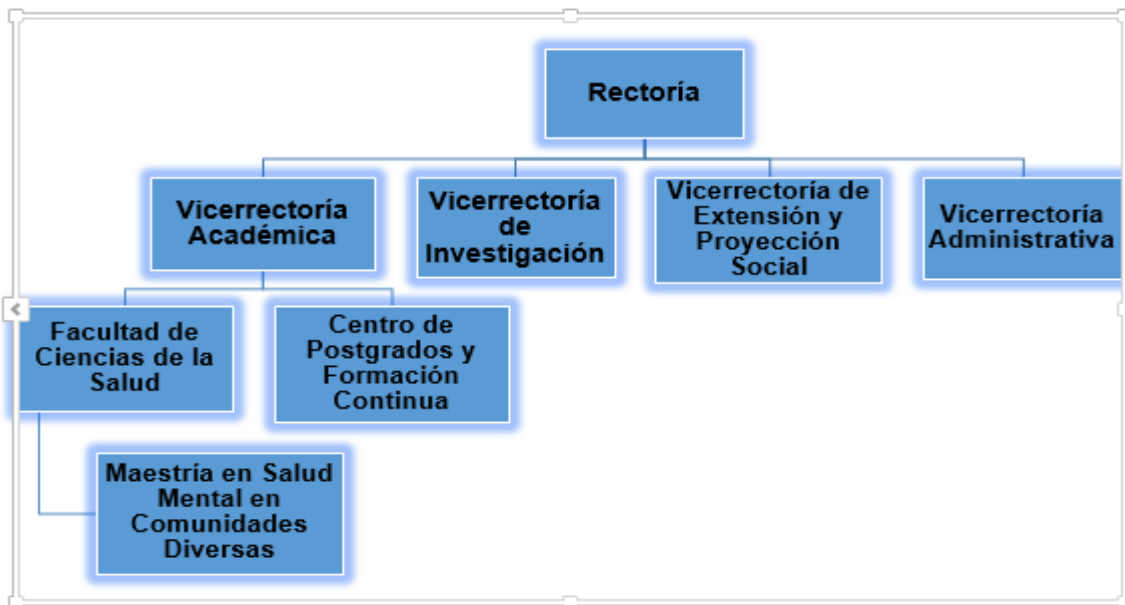 Rectoría
Vicerrectoría
Académica
Vicerrectoría
de
Investigación
Vicerrectoría de
Extensión y
Proyección
Social
Vicerrectoría
Administrativa
Facultad de
Ciencias de la
Salud
Centro de
Postgrados y
Formación
Continua
Maestría en Salud
Mental en
Comunidades
Diversas